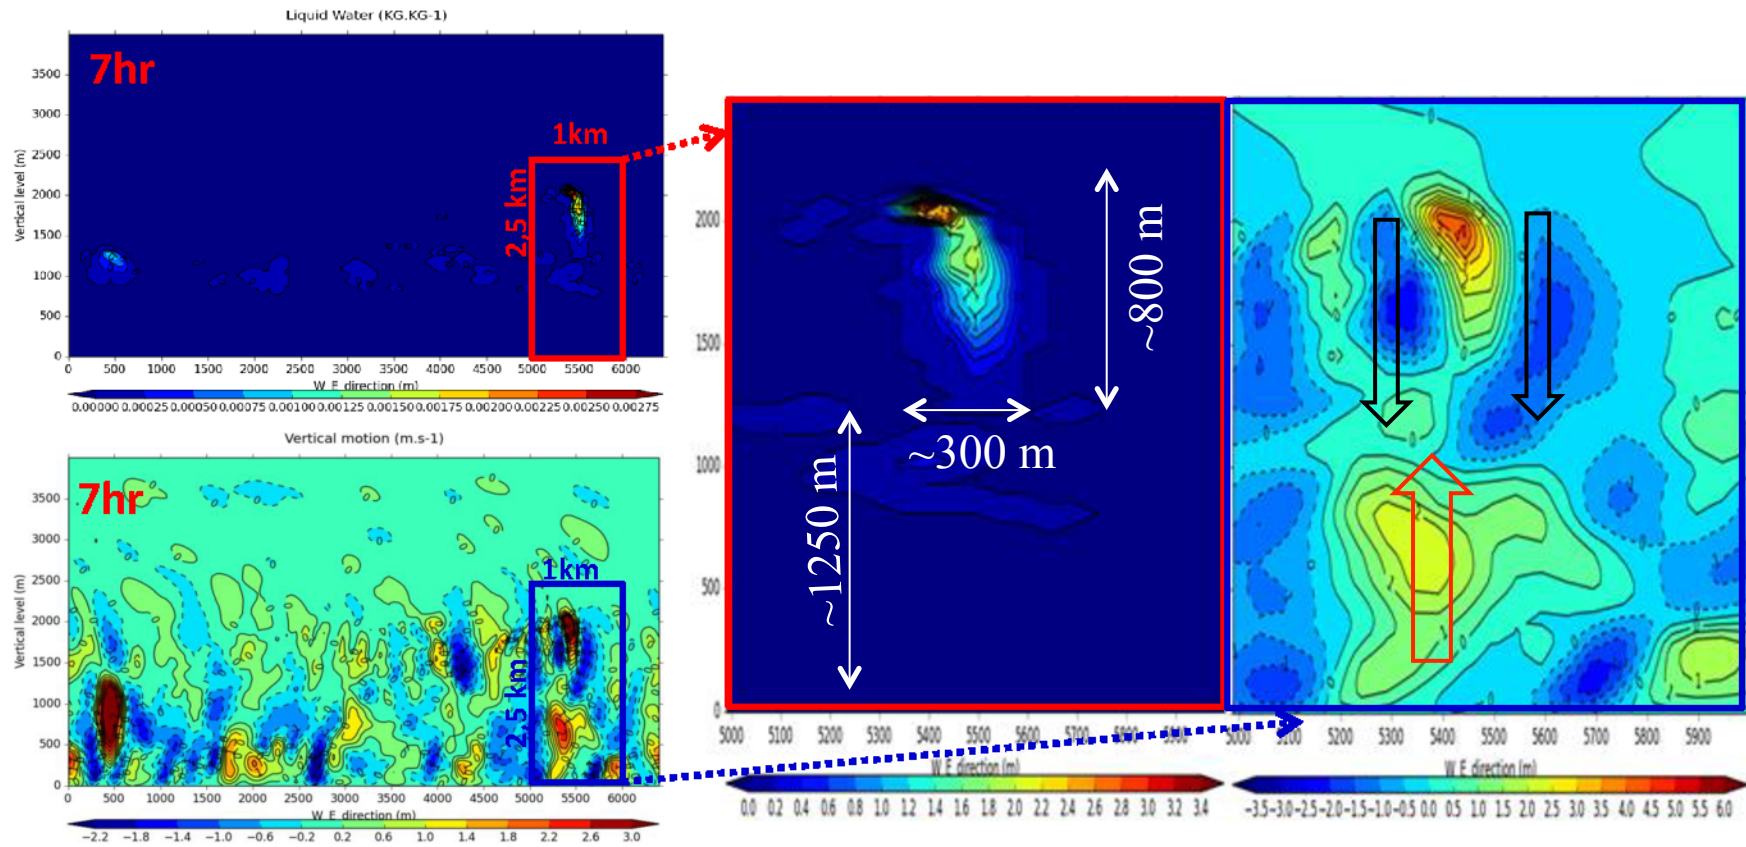 Liquid Water (KG.KG-1)
7hr
1km
2,5 km
Vertical level (m)
3500
3000
2500
2000
1500
1000
500
0
0 500 1000 1500 2000 2500 3000 3500 4000 4500 5000 5500 6000
W_E direction (m)
0.00000 0.00025 0.00050 0.00075 0.00100 0.00125 0.00150 0.00175 0.00200 0.00225 0.00250 0.00275
Vertical motion (m.s-1)
7hr
1km
2,5 km
Vertical level (m)
3500
3000
2500
2000
1500
1000
500
0
0 500 1000 1500 2000 2500 3000 3500 4000 4500 5000 5500 6000
W_E direction (m)
−2.2 −1.8 −1.4 −1.0 −0.6 −0.2 0.2 0.6 1.0 1.4 1.8 2.2 2.6 3.0
2000
1500
1000
500
0
~800 m
~300 m
~1250 m
5000 5100 5200 5300 5400 5500 5600 5700 5800 5900
W_E direction (m)
0.0 0.2 0.4 0.6 0.8 1.0 1.2 1.4 1.6 1.8 2.0 2.2 2.4 2.6 2.8 3.0 3.2 3.4
5000 5100 5200 5300 5400 5500 5600 5700 5800 5900
W_E direction (m)
−3.5 −3.0 −2.5 −2.0 −1.5 −1.0 −0.5 0.0 0.5 1.0 1.5 2.0 2.5 3.0 3.5 4.0 4.5 5.0 5.5 6.0